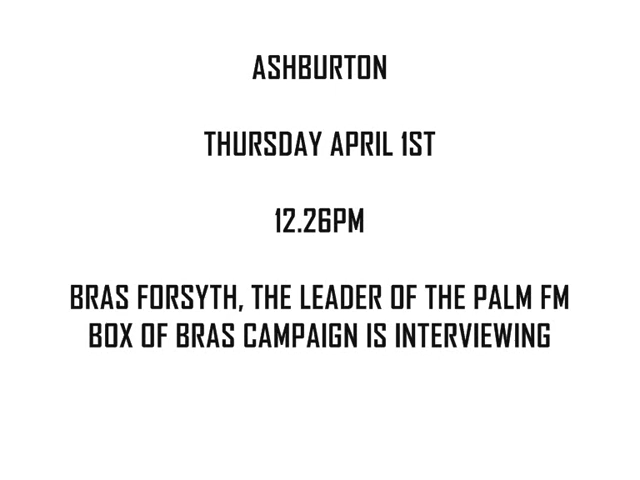 ASHBURTON
THURSDAY APRIL 1ST
12.26PM
BRAS FORSYTH, THE LEADER OF THE PALM FM
BOX OF BRAS CAMPAIGN IS INTERVIEWING